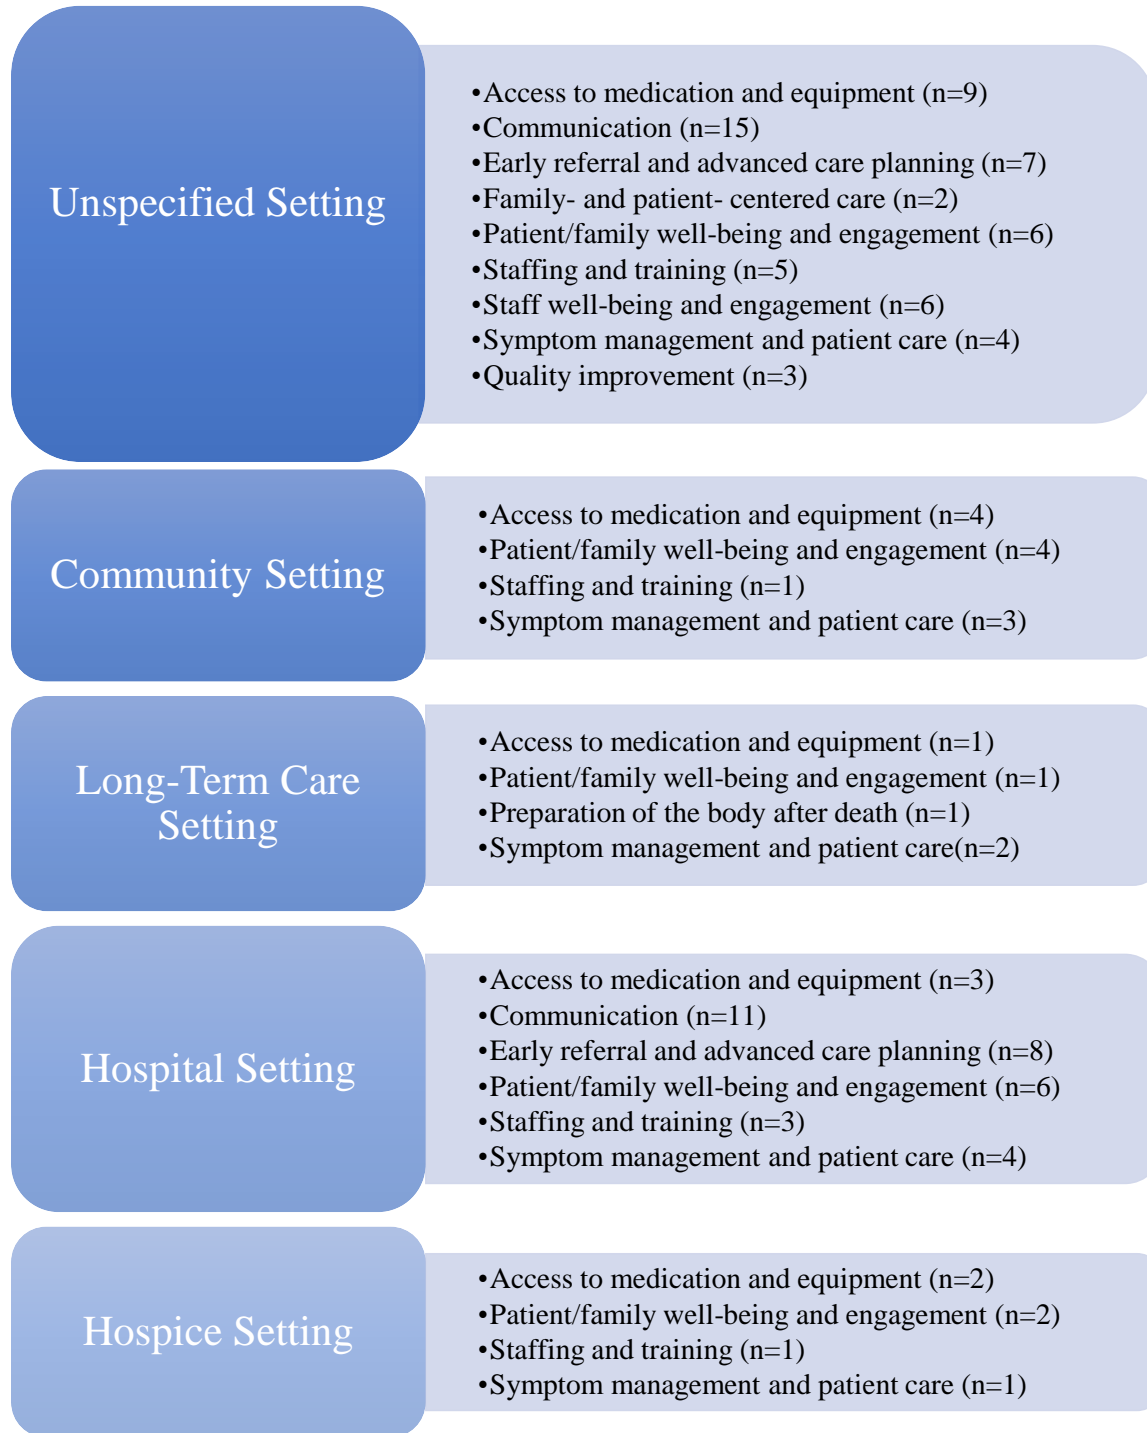 Unspecified Setting
•Access to medication and equipment (n=9)
•Communication (n=15)
•Early referral and advanced care planning (n=7)
•Family- and patient- centered care (n=2)
•Patient/family well-being and engagement (n=6)
•Staffing and training (n=5)
•Staff well-being and engagement (n=6)
•Symptom management and patient care (n=4)
•Quality improvement (n=3)
Community Setting
•Access to medication and equipment (n=4)
•Patient/family well-being and engagement (n=4)
•Staffing and training (n=1)
•Symptom management and patient care (n=3)
Long-Term Care
Setting
•Access to medication and equipment (n=1)
•Patient/family well-being and engagement (n=1)
•Preparation of the body after death (n=1)
•Symptom management and patient care(n=2)
Hospital Setting
•Access to medication and equipment (n=3)
•Communication (n=11)
•Early referral and advanced care planning (n=8)
•Patient/family well-being and engagement (n=6)
•Staffing and training (n=3)
•Symptom management and patient care (n=4)
Hospice Setting
•Access to medication and equipment (n=2)
•Patient/family well-being and engagement (n=2)
•Staffing and training (n=1)
•Symptom management and patient care (n=1)